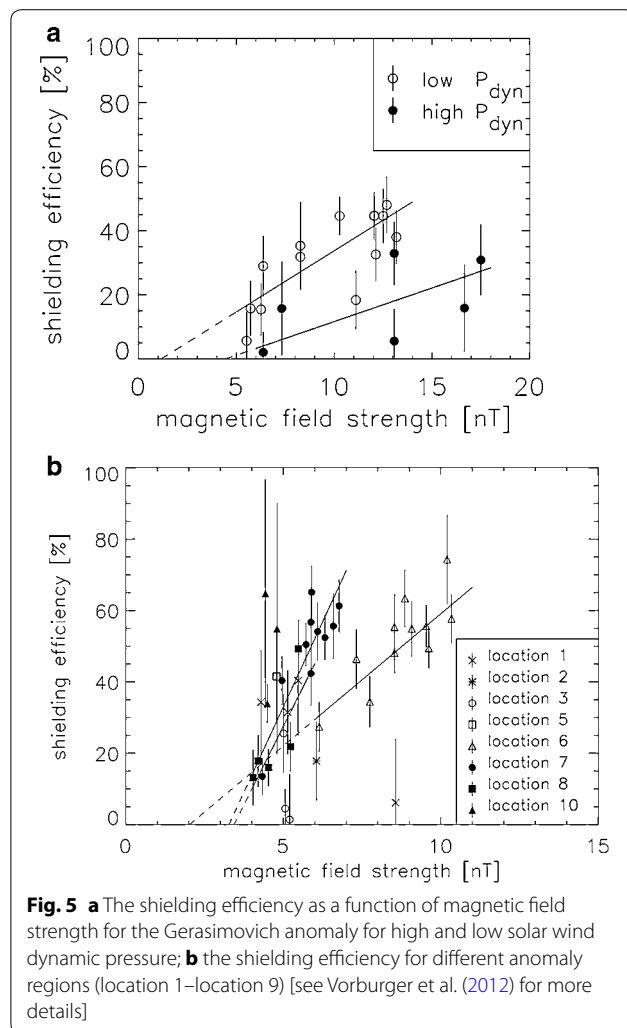 a
100
80
60
40
20
0
shielding efficiency [%]
low P dyn
high P dyn
0 5 10 15 20
magnetic field strength [nT]
b
100
80
60
40
20
0
shielding efficiency [%]
location 1
location 2
location 3
location 5
location 6
location 7
location 8
location 10
0 5 10 15
magnetic field strength [nT]
Fig. 5 a The shielding efficiency as a function of magnetic field
strength for the Gerasimovich anomaly for high and low solar wind
dynamic pressure; b the shielding efficiency for different anomaly
regions (location 1–location 9) [see Vorburger et al. (2012) for more
details]